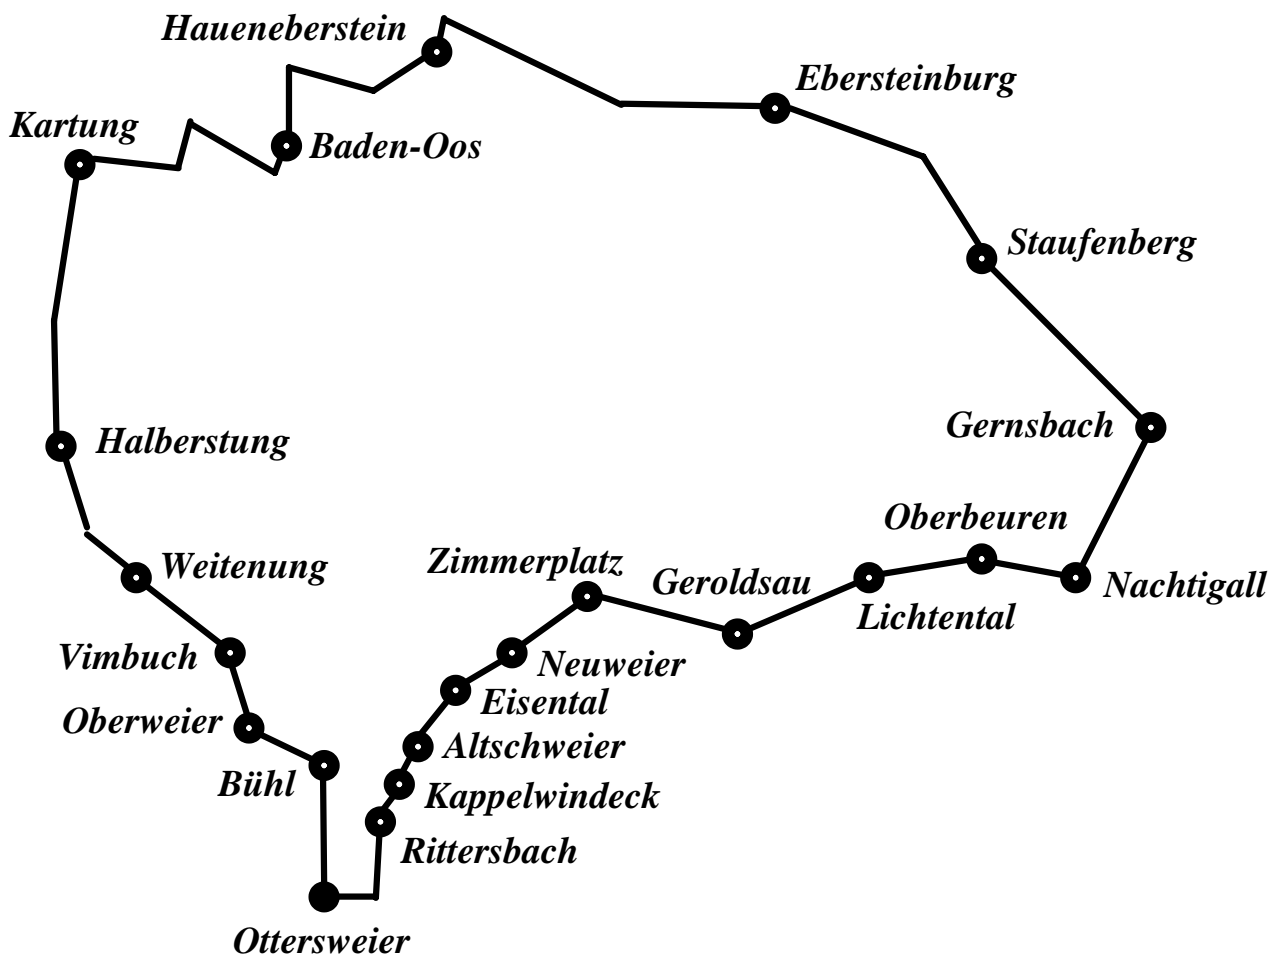 Haueneberstein
Ebersteinburg
Kartung
Baden-Oos
Staufenberg
Gernsbach
Halberstung
Oberbeuren
Zimmerplatz
Weitenung
Geroldsau
Nachtigall
Lichtental
Vimbuch
Neuweier
Eisental
Oberweier
Altschweier
Bühl
Kappelwindeck
Rittersbach
Ottersweier